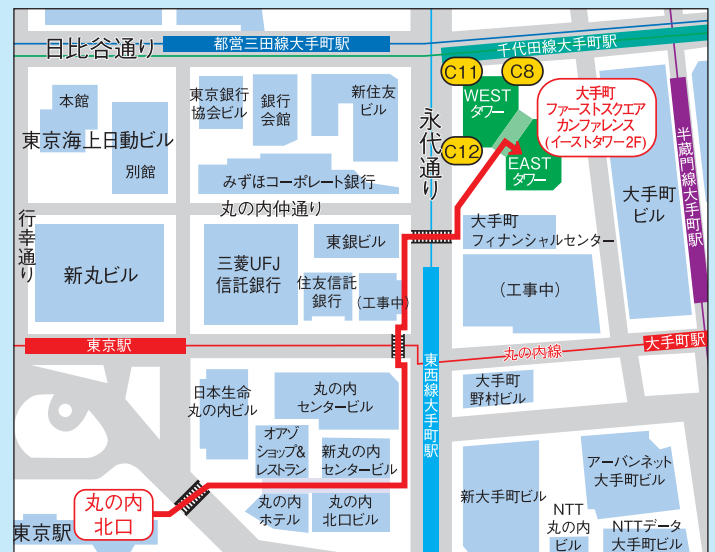 日比谷通り
都営三田線大手町駅
千代田線大手町駅
C11
C8
本館
東京海上日動ビル
別館
東京銀行
協会ビル
銀行
会館
新住友
ビル
永代通り
WEST
タワー
大手町
ファーストスクエア
カンファレンス
(イーストタワー2F)
C12
EAST
タワー
半蔵門線大手町駅
みずほコーポレート銀行
丸の内仲通り
行幸通り
新丸ビル
三菱UFJ
信託銀行
東銀ビル
住友信託
銀行
(工事中)
大手町
フィナンシャルセンター
大手町
ビル
(工事中)
東京駅
丸の内線
大手町駅
東西線大手町駅
日本生命
丸の内ビル
丸の内
センタービル
大手町
野村ビル
オアゾ
ショップ&
レストラン
新丸の内
センタービル
丸の内
北口
東京駅
丸の内
ホテル
丸の内
北口ビル
新大手町ビル
アーバンネット
大手町ビル
NTT
丸の内
ビル
NTTデータ
大手町ビル